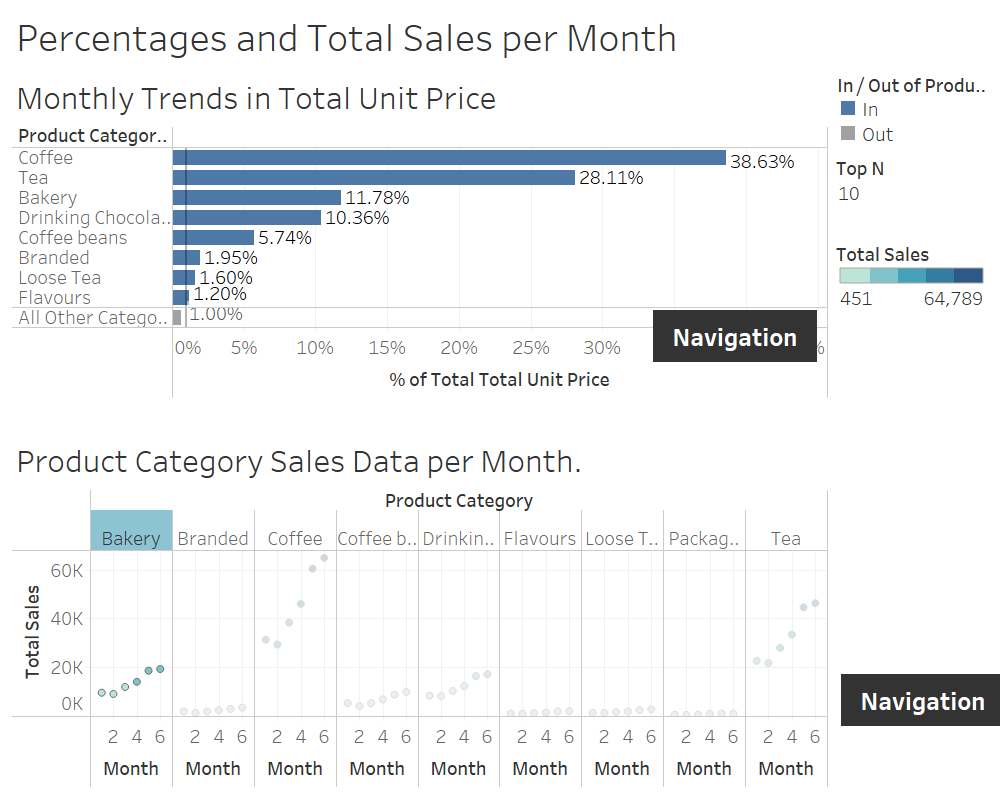 Percentages and Total Sales per Month
Monthly Trends in Total Unit Price
Product Categor..
Coffee 38.63%
Tea 28.11%
Bakery 11.78%
Drinking Chocola.. 10.36%
Coffee beans 5.74%
Branded 1.95%
Loose Tea 1.60%
Flavours 1.20%
All Other Catego.. 1.00%
0% 5% 10% 15% 20% 25% 30% %
% of Total Total Unit Price
Navigation
In / Out of Produ..
In
Out
Top N
10
Total Sales
451 64,789
Product Category Sales Data per Month.
Product Category
Bakery Branded Coffee Coffee b.. Drinkin.. Flavours Loose T.. Packag.. Tea
Total Sales
60K
40K
20K
0K
2 4 6 2 4 6 2 4 6 2 4 6 2 4 6 2 4 6 2 4 6 2 4 6 2 4 6
Month Month Month Month Month Month Month Month Month
Navigation